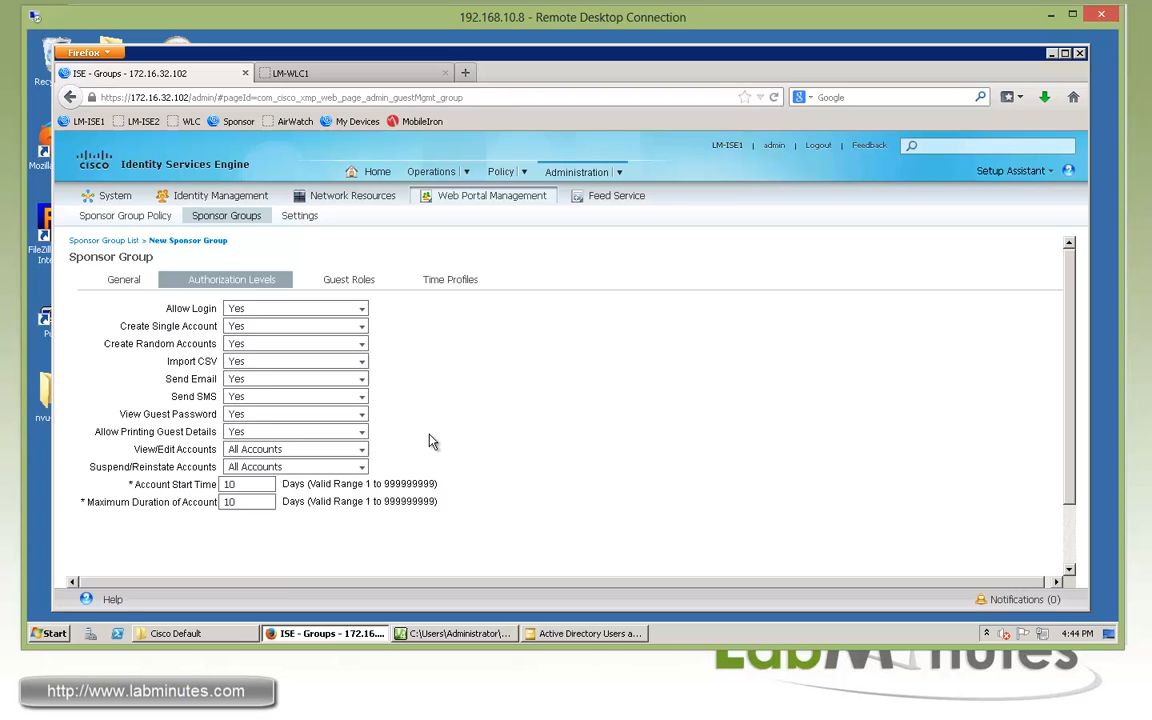 192.168.10.8 - Remote Desktop Connection
Firefox
ISE - Groups - 172.16.32.102
LM-WLC1
https://172.16.32.102/admin/#pageId=com_cisco_xmp_web_page_admin_guestMgmt_group
Google
LM-ISE1
LM-ISE2
WLC
Sponsor
AirWatch
My Devices
MobileIron
LM-ISE1 | admin | Logout | Feedback
CISCO Identity Services Engine
Home
Operations
Policy
Administration
Setup Assistant
System
Identity Management
Network Resources
Web Portal Management
Feed Service
Sponsor Group Policy
Sponsor Groups
Settings
Sponsor Group List > New Sponsor Group
Sponsor Group
General
Authorization Levels
Guest Roles
Time Profiles
Allow Login Yes
Create Single Account Yes
Create Random Accounts Yes
Import CSV Yes
Send Email Yes
Send SMS Yes
View Guest Password Yes
Allow Printing Guest Details Yes
View/Edit Accounts All Accounts
Suspend/Reinstate Accounts All Accounts
* Account Start Time 10 Days (Valid Range 1 to 999999999)
* Maximum Duration of Account 10 Days (Valid Range 1 to 999999999)
Help
Notifications (0)
Start
Cisco Default
ISE - Groups - 172.16....
C:\Users\Administrator\...
Active Directory Users a...
4:44 PM
LabMinutes
http://www.labminutes.com